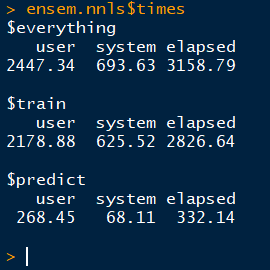 > ensem.nnls$times
$everything
user system elapsed
2447.34 693.63 3158.79
$train
user system elapsed
2178.88 625.52 2826.64
$predict
user system elapsed
268.45 68.11 332.14
>